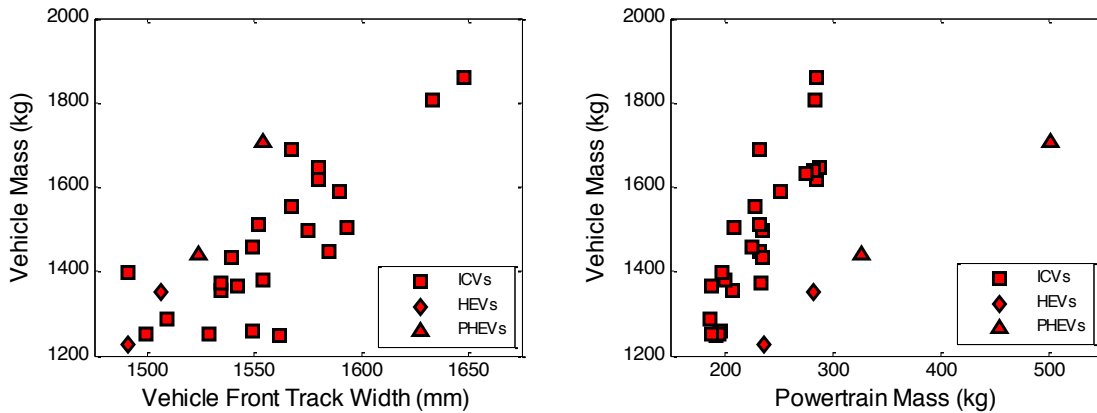 2000
1800
1600
1400
1200
1500
1550
1600
1650
Vehicle Mass (kg)
Vehicle Front Track Width (mm)
ICVs
HEVs
PHEVs
2000
1800
1600
1400
1200
200
300
400
500
Vehicle Mass (kg)
Powertrain Mass (kg)
ICVs
HEVs
PHEVs